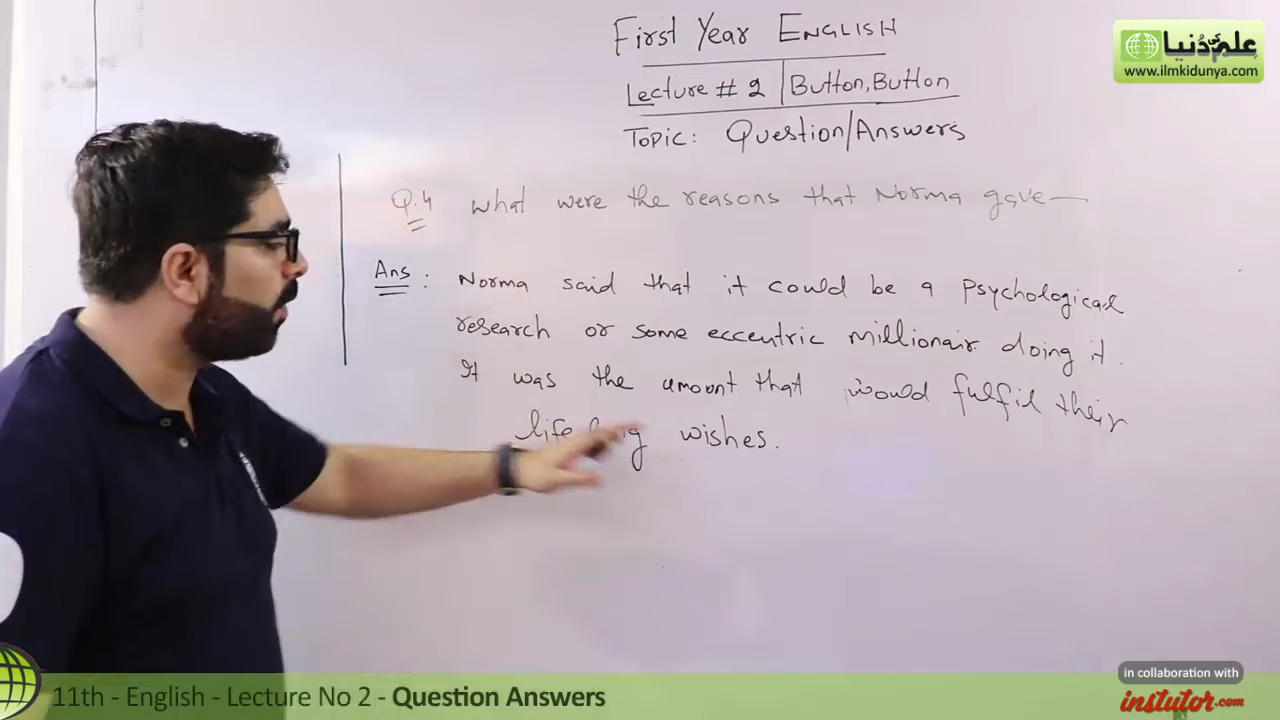 First Year ENGLISH
Lecture # 2 | Button, Button
Topic: Question/Answers
Q.4 What were the reasons that Norma gave —
Ans: Norma said that it could be a psychological
research or some eccentric millionair doing it.
It was the amount that would fulfil their
wishes.
علم کی دُنیا
www.ilmkidunya.com
11th - English - Lecture No 2 - Question Answers
in collaboration with
instutor.com